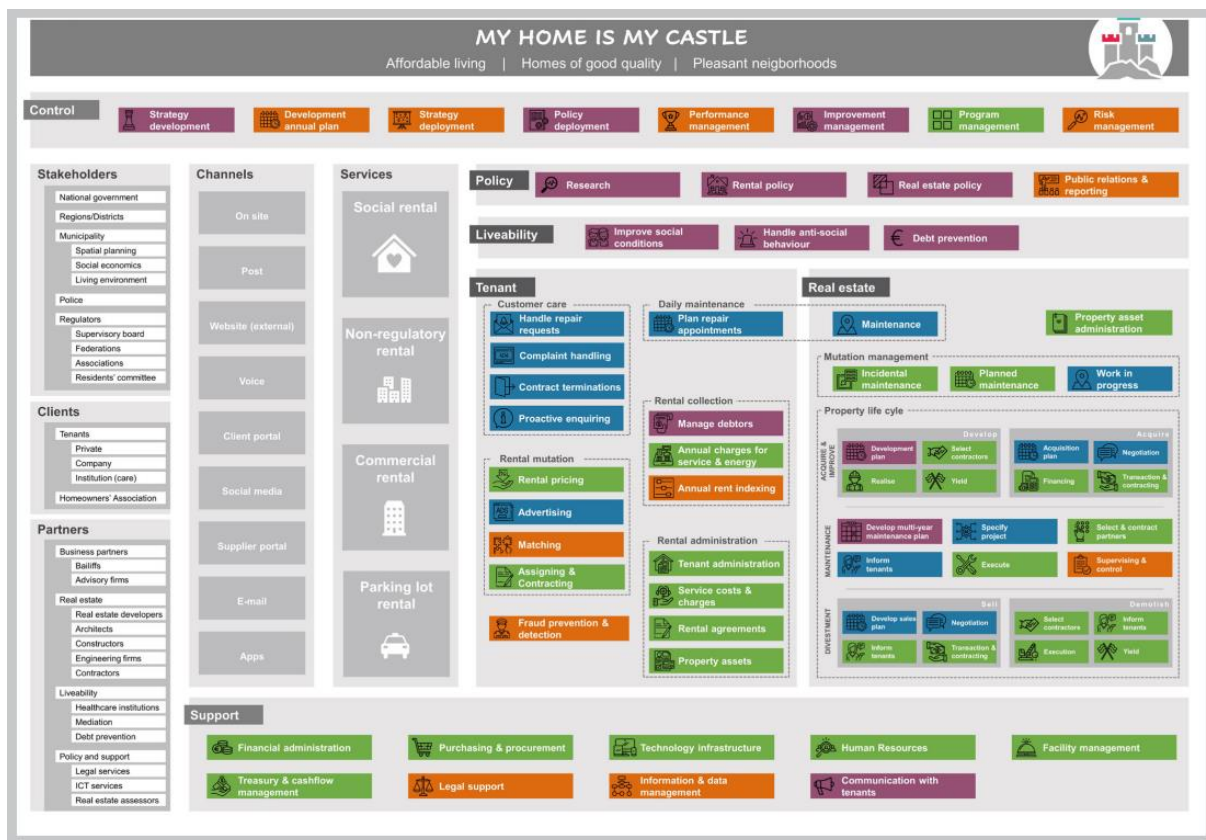 MY HOME IS MY CASTLE
Affordable living | Homes of good quality | Pleasant neigborhoods
Control
Strategy
development
Development
annual plan
Strategy
deployment
Policy
deployment
Performance
management
Improvement
management
Program
management
Risk
management
Stakeholders
National government
Regions/Districts
Municipality
Spatial planning
Social economics
Living environment
Police
Regulators
Supervisory board
Federations
Associations
Residents' committee
Clients
Tenants
Private
Company
Institution (care)
Homeowners' Association
Partners
Business partners
Bailiffs
Advisory firms
Real estate
Real estate developers
Architects
Constructors
Engineering firms
Contractors
Liveability
Healthcare institutions
Mediation
Debt prevention
Policy and support
Legal services
ICT services
Real estate assessors
Channels
On site
Post
Website (external)
Voice
Client portal
Social media
Supplier portal
E-mail
Apps
Services
Social rental
Non-regulatory
rental
Commercial
rental
Parking lot
rental
Policy
Research
Rental policy
Real estate policy
Public relations &
reporting
Liveability
Improve social
conditions
Handle anti-social
behaviour
Debt prevention
Tenant
Customer care
Handle repair
requests
Complaint handling
Contract terminations
Proactive enquiring
Rental mutation
Rental pricing
Advertising
Matching
Assigning &
Contracting
Fraud prevention &
detection
Daily maintenance
Plan repair
appointments
Maintenance
Rental collection
Manage debtors
Annual charges for
service & energy
Annual rent indexing
Rental administration
Tenant administration
Service costs &
charges
Rental agreements
Property assets
Real estate
Property asset
administration
Mutation management
Incidental
maintenance
Planned
maintenance
Work in
progress
Property life cyle
ACQUIRE &
IMPROVE
Develop
Development
plan
Select
contractors
Realise
Yield
Acquire
Acquisition
plan
Negotiation
Financing
Transaction &
contracting
MAINTENANCE
Develop multi-year
maintenance plan
Specify
project
Select & contract
partners
Inform
tenants
Execute
Supervising &
control
DIVESTMENT
Sell
Develop sales
plan
Negotiation
Inform
tenants
Transaction &
contracting
Demolish
Select
contractors
Inform
tenants
Execution
Yield
Support
Financial administration
Purchasing & procurement
Technology infrastructure
Human Resources
Facility management
Treasury & cashflow
management
Legal support
Information & data
management
Communication with
tenants